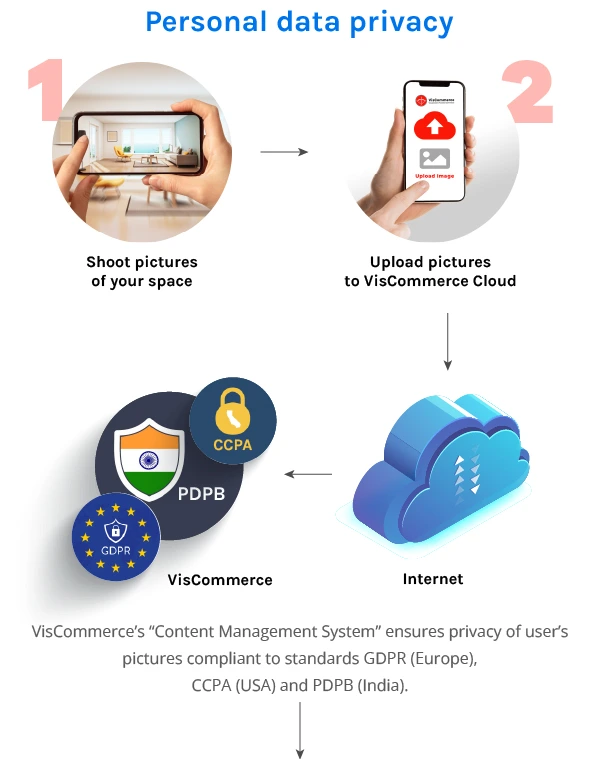 Personal data privacy
1
2
VisCommerce
Upload Image
Shoot pictures
of your space
Upload pictures
to VisCommerce Cloud
CCPA
PDPB
GDPR
VisCommerce
Internet
VisCommerce’s “Content Management System” ensures privacy of user’s
pictures compliant to standards GDPR (Europe),
CCPA (USA) and PDPB (India).